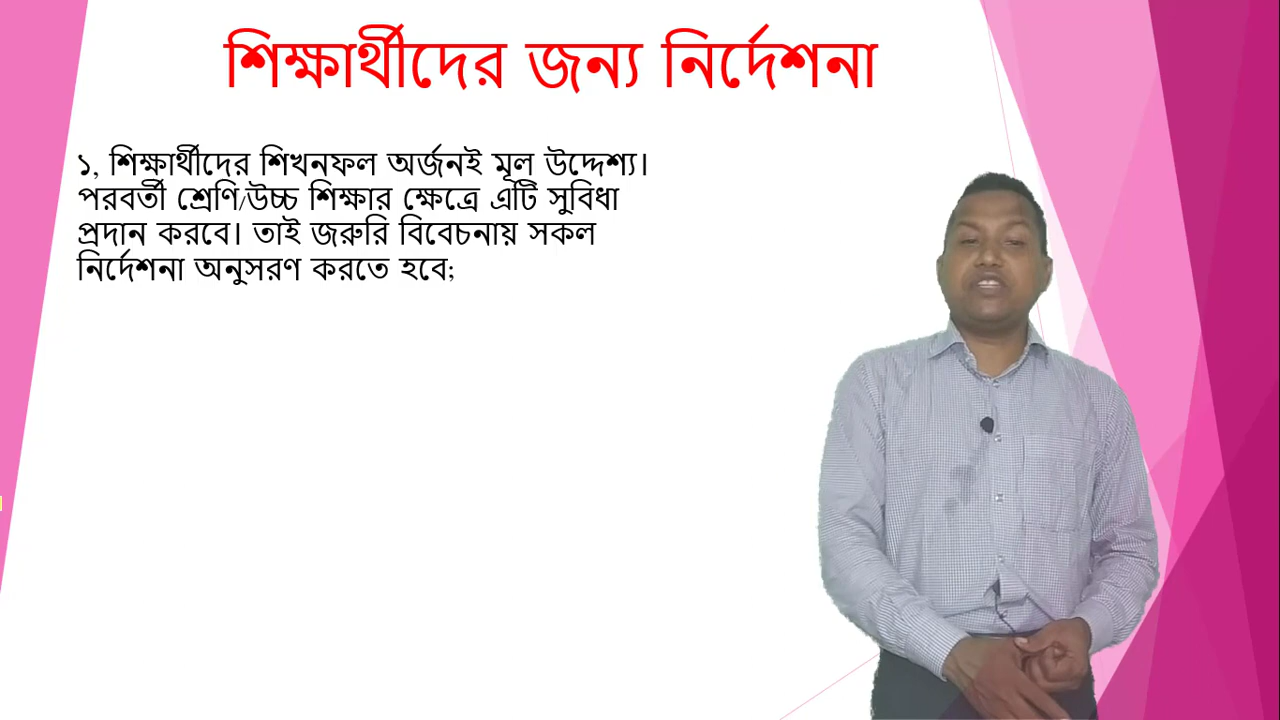 শিক্ষার্থীদের জন্য নির্দেশনা
১, শিক্ষার্থীদের শিখনফল অর্জনই মূল উদ্দেশ্য।
পরবর্তী শ্রেণি/উচ্চ শিক্ষার ক্ষেত্রে এটি সুবিধা
প্রদান করবে। তাই জরুরি বিবেচনায় সকল
নির্দেশনা অনুসরণ করতে হবে;